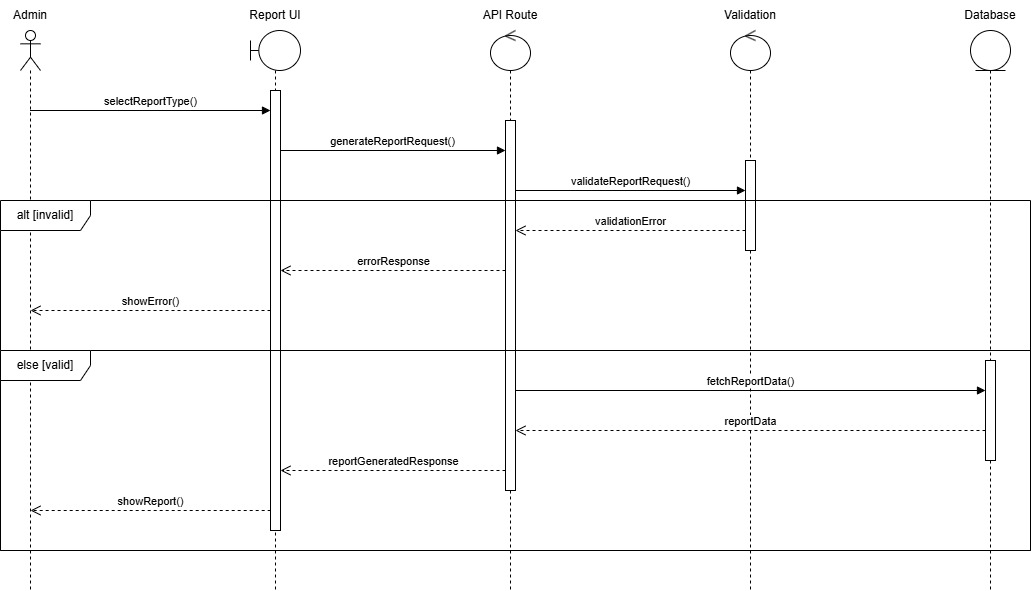 Admin
Report UI
API Route
Validation
Database
selectReportType()
generateReportRequest()
validateReportRequest()
alt [invalid]
validationError
errorResponse
showError()
else [valid]
fetchReportData()
reportData
reportGeneratedResponse
showReport()